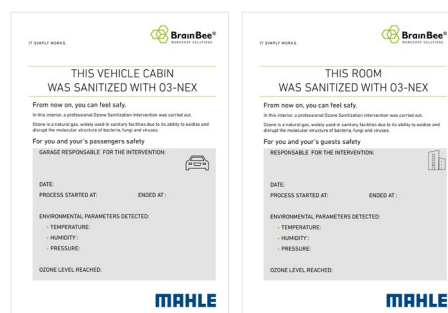 IT SIMPLY WORKS.
BrainBee®
WORKSHOP SOLUTIONS
THIS VEHICLE CABIN
WAS SANITIZED WITH O3-NEX
From now on, you can feel safy.
In this interior, a professional Ozone Sanitization intervention was carried out.
Ozone is a natural gas, widely used in sanitary facilities due to its ability to oxidise and
disrupt the molecular structure of bacteria, fungi and viruses.
For you and your's passengers safety
GARAGE RESPONSABLE FOR THE INTERVENTION:
DATE:
PROCESS STARTED AT: ENDED AT :
ENVIRONMENTAL PARAMETERS DETECTED:
- TEMPERATURE:
- HUMIDITY:
- PRESSURE:
OZONE LEVEL REACHED:
MAHLE
IT SIMPLY WORKS.
BrainBee®
WORKSHOP SOLUTIONS
THIS ROOM
WAS SANITIZED WITH O3-NEX
From now on, you can feel safy.
In this interior, a professional Ozone Sanitization intervention was carried out.
Ozone is a natural gas, widely used in sanitary facilities due to its ability to oxidise and
disrupt the molecular structure of bacteria, fungi and viruses.
For you and your's guests safety
RESPONSABLE FOR THE INTERVENTION:
DATE:
PROCESS STARTED AT: ENDED AT :
ENVIRONMENTAL PARAMETERS DETECTED:
- TEMPERATURE:
- HUMIDITY:
- PRESSURE:
OZONE LEVEL REACHED:
MAHLE